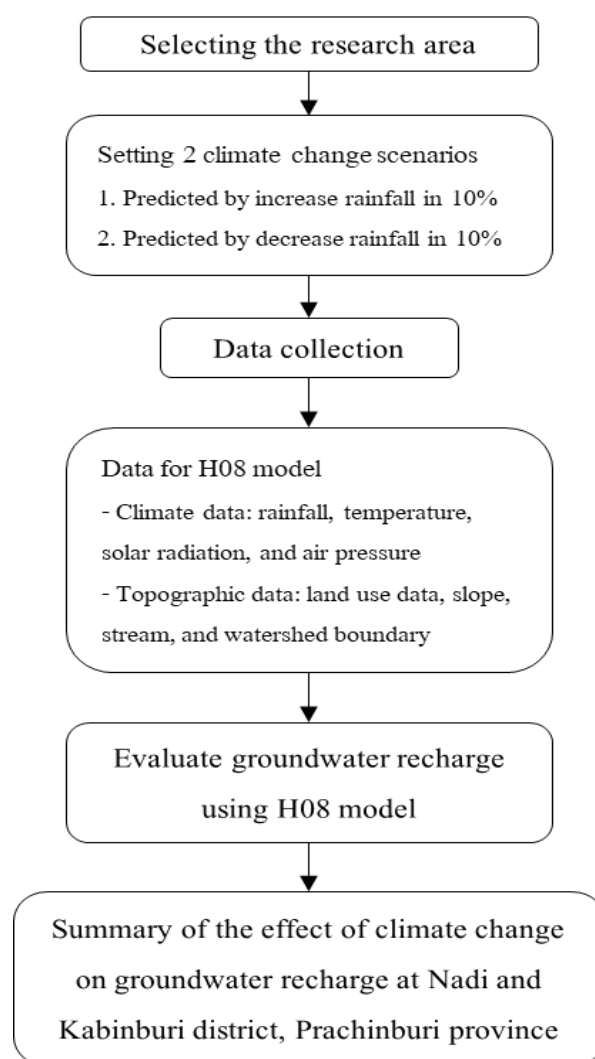 Selecting the research area
Setting 2 climate change scenarios
1. Predicted by increase rainfall in 10%
2. Predicted by decrease rainfall in 10%
Data collection
Data for H08 model
- Climate data: rainfall, temperature,
solar radiation, and air pressure
- Topographic data: land use data, slope,
stream, and watershed boundary
Evaluate groundwater recharge
using H08 model
Summary of the effect of climate change
on groundwater recharge at Nadi and
Kabinburi district, Prachinburi province